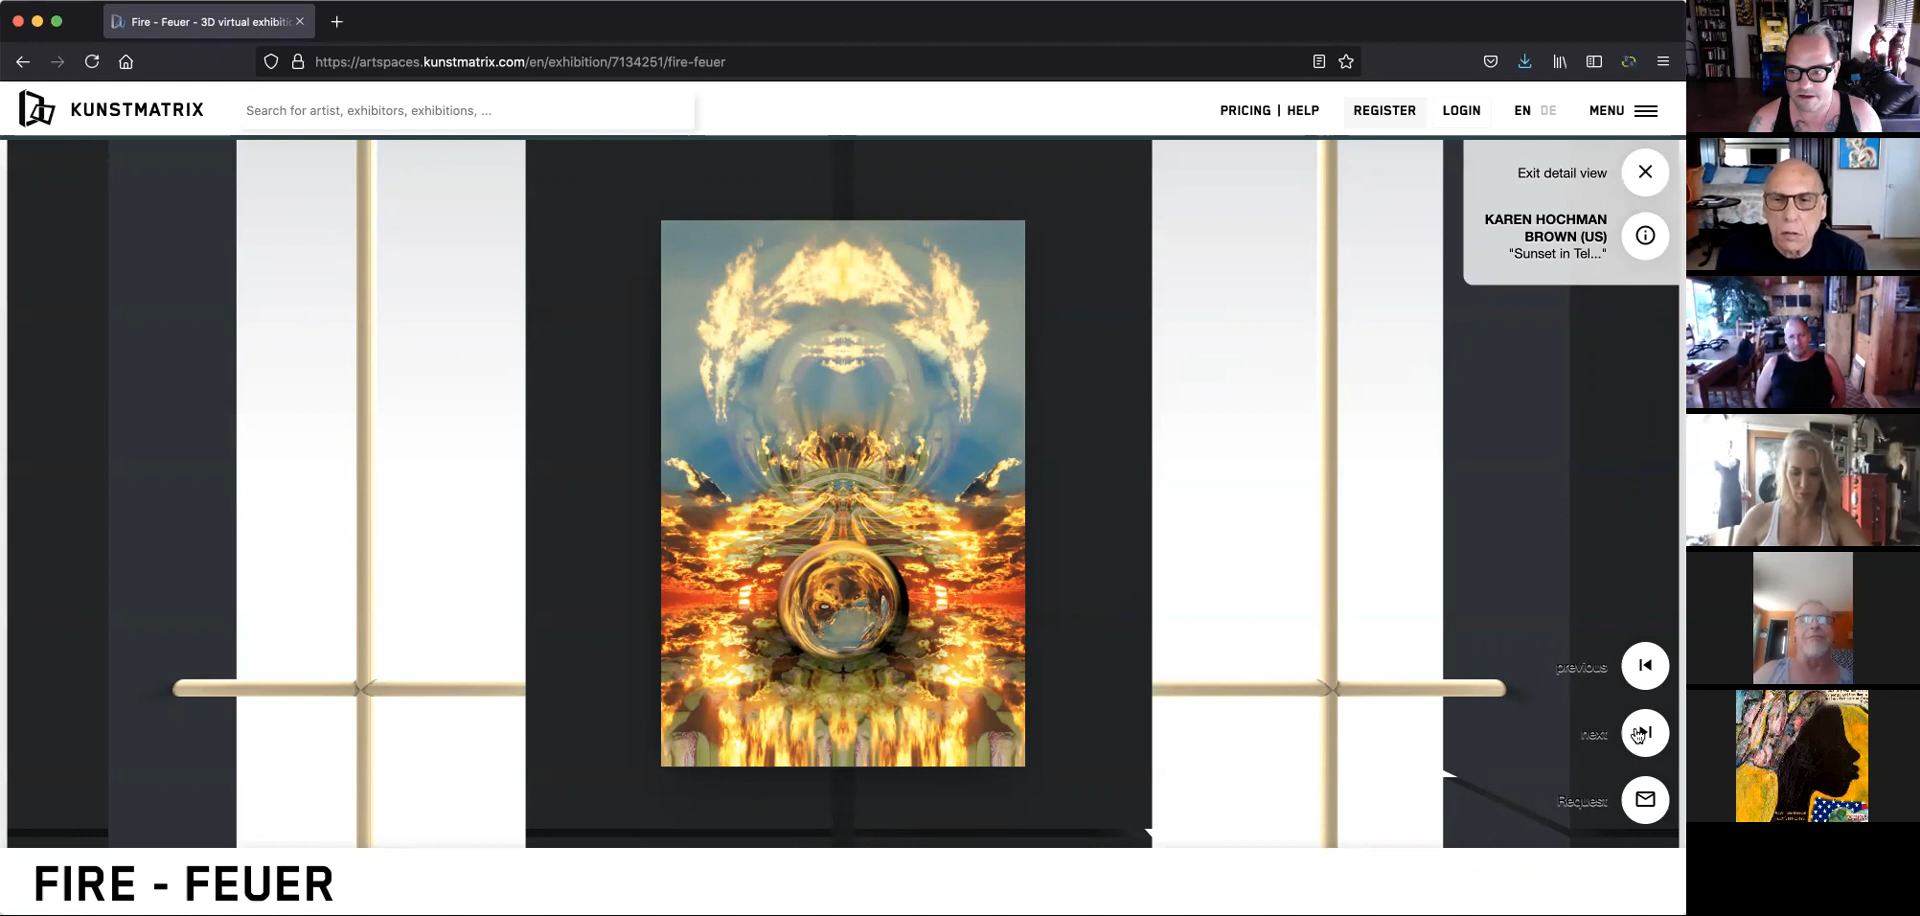 Fire - Feuer - 3D virtual exhibitic
https://artspaces.kunstmatrix.com/en/exhibition/7134251/fire-feuer
KUNSTMATRIX
Search for artist, exhibitors, exhibitions, ...
PRICING | HELP
REGISTER
LOGIN
EN DE
MENU
Exit detail view
KAREN HOCHMAN
BROWN (US)
"Sunset in Tel..."
previous
next
Request
FIRE - FEUER